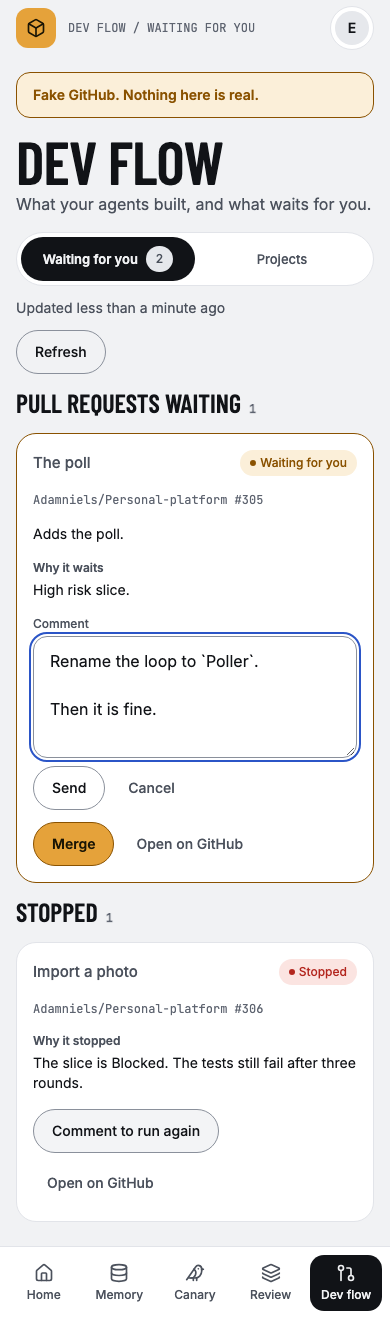 DEV FLOW / WAITING FOR YOU
E
Fake GitHub. Nothing here is real.
DEV FLOW
What your agents built, and what waits for you.
Waiting for you 2
Projects
Updated less than a minute ago
Refresh
PULL REQUESTS WAITING 1
The poll
Waiting for you
Adamniels/Personal-platform #305
Adds the poll.
Why it waits
High risk slice.
Comment
Rename the loop to `Poller`.
Then it is fine.
Send
Cancel
Merge
Open on GitHub
STOPPED 1
Import a photo
Stopped
Adamniels/Personal-platform #306
Why it stopped
The slice is Blocked. The tests still fail after three
rounds.
Comment to run again
Open on GitHub
Home
Memory
Canary
Review
Dev flow